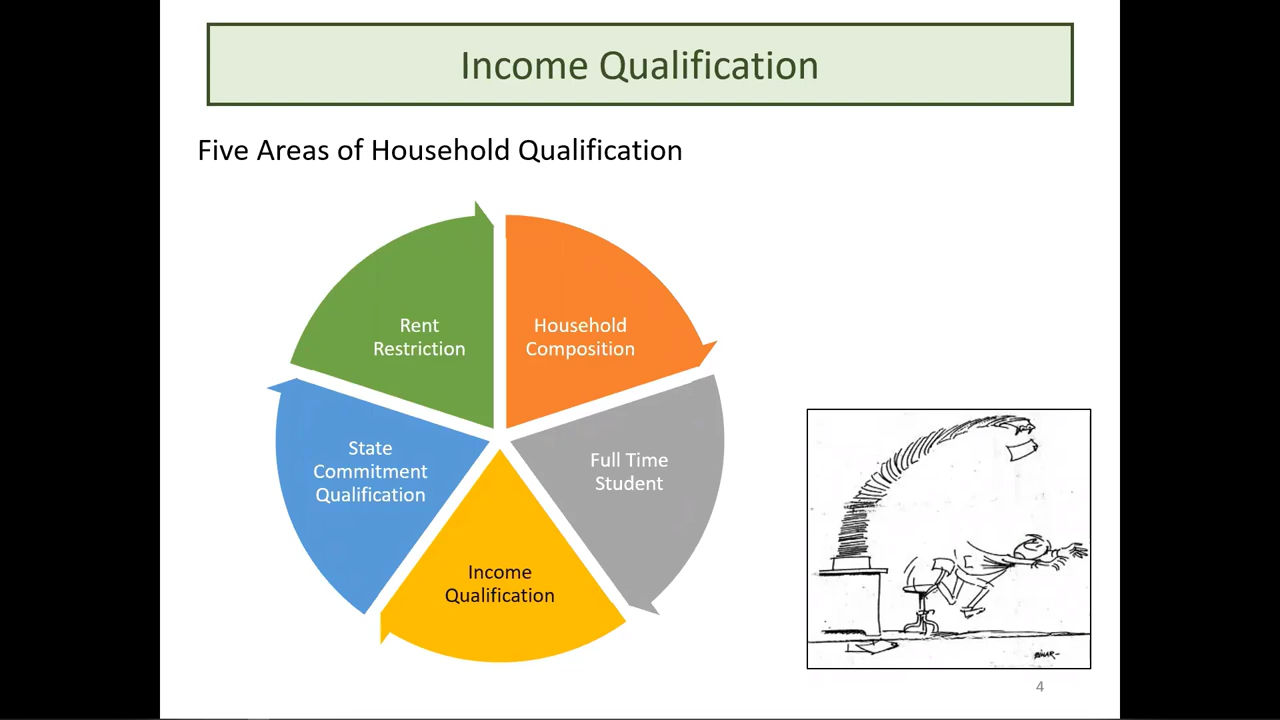 Income Qualification
Five Areas of Household Qualification
Rent
Restriction
Household
Composition
State
Commitment
Qualification
Full Time
Student
Income
Qualification
4